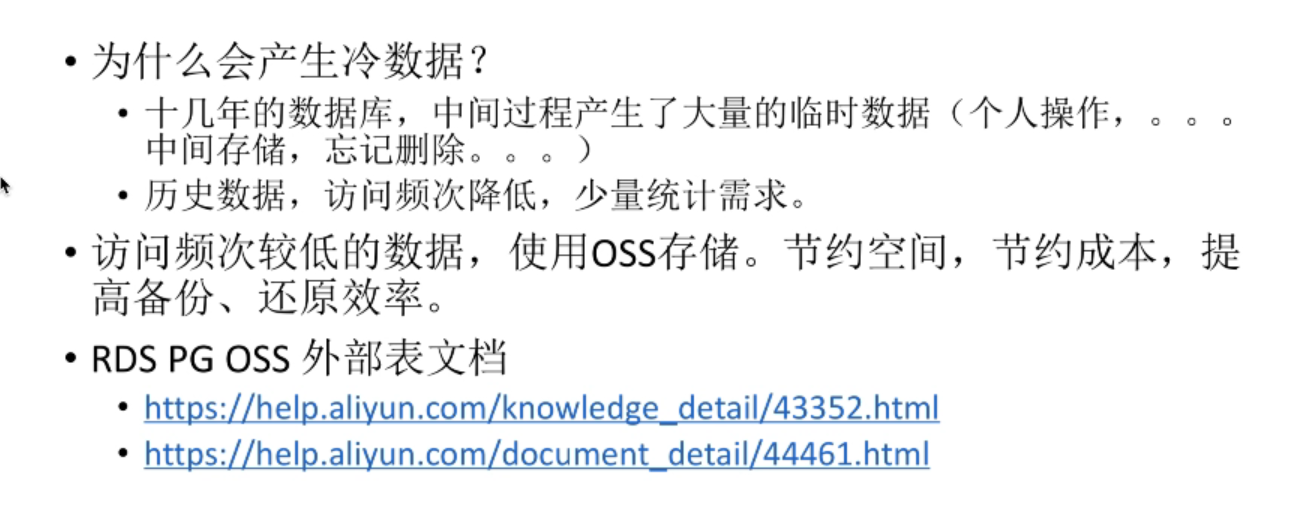 • 为什么会产生冷数据？
• 十几年的数据库，中间过程产生了大量的临时数据（个人操作，。。。
中间存储，忘记删除。。。）
• 历史数据，访问频次降低，少量统计需求。
• 访问频次较低的数据，使用OSS存储。节约空间，节约成本，提
高备份、还原效率。
• RDS PG OSS 外部表文档
• https://help.aliyun.com/knowledge_detail/43352.html
• https://help.aliyun.com/document_detail/44461.html